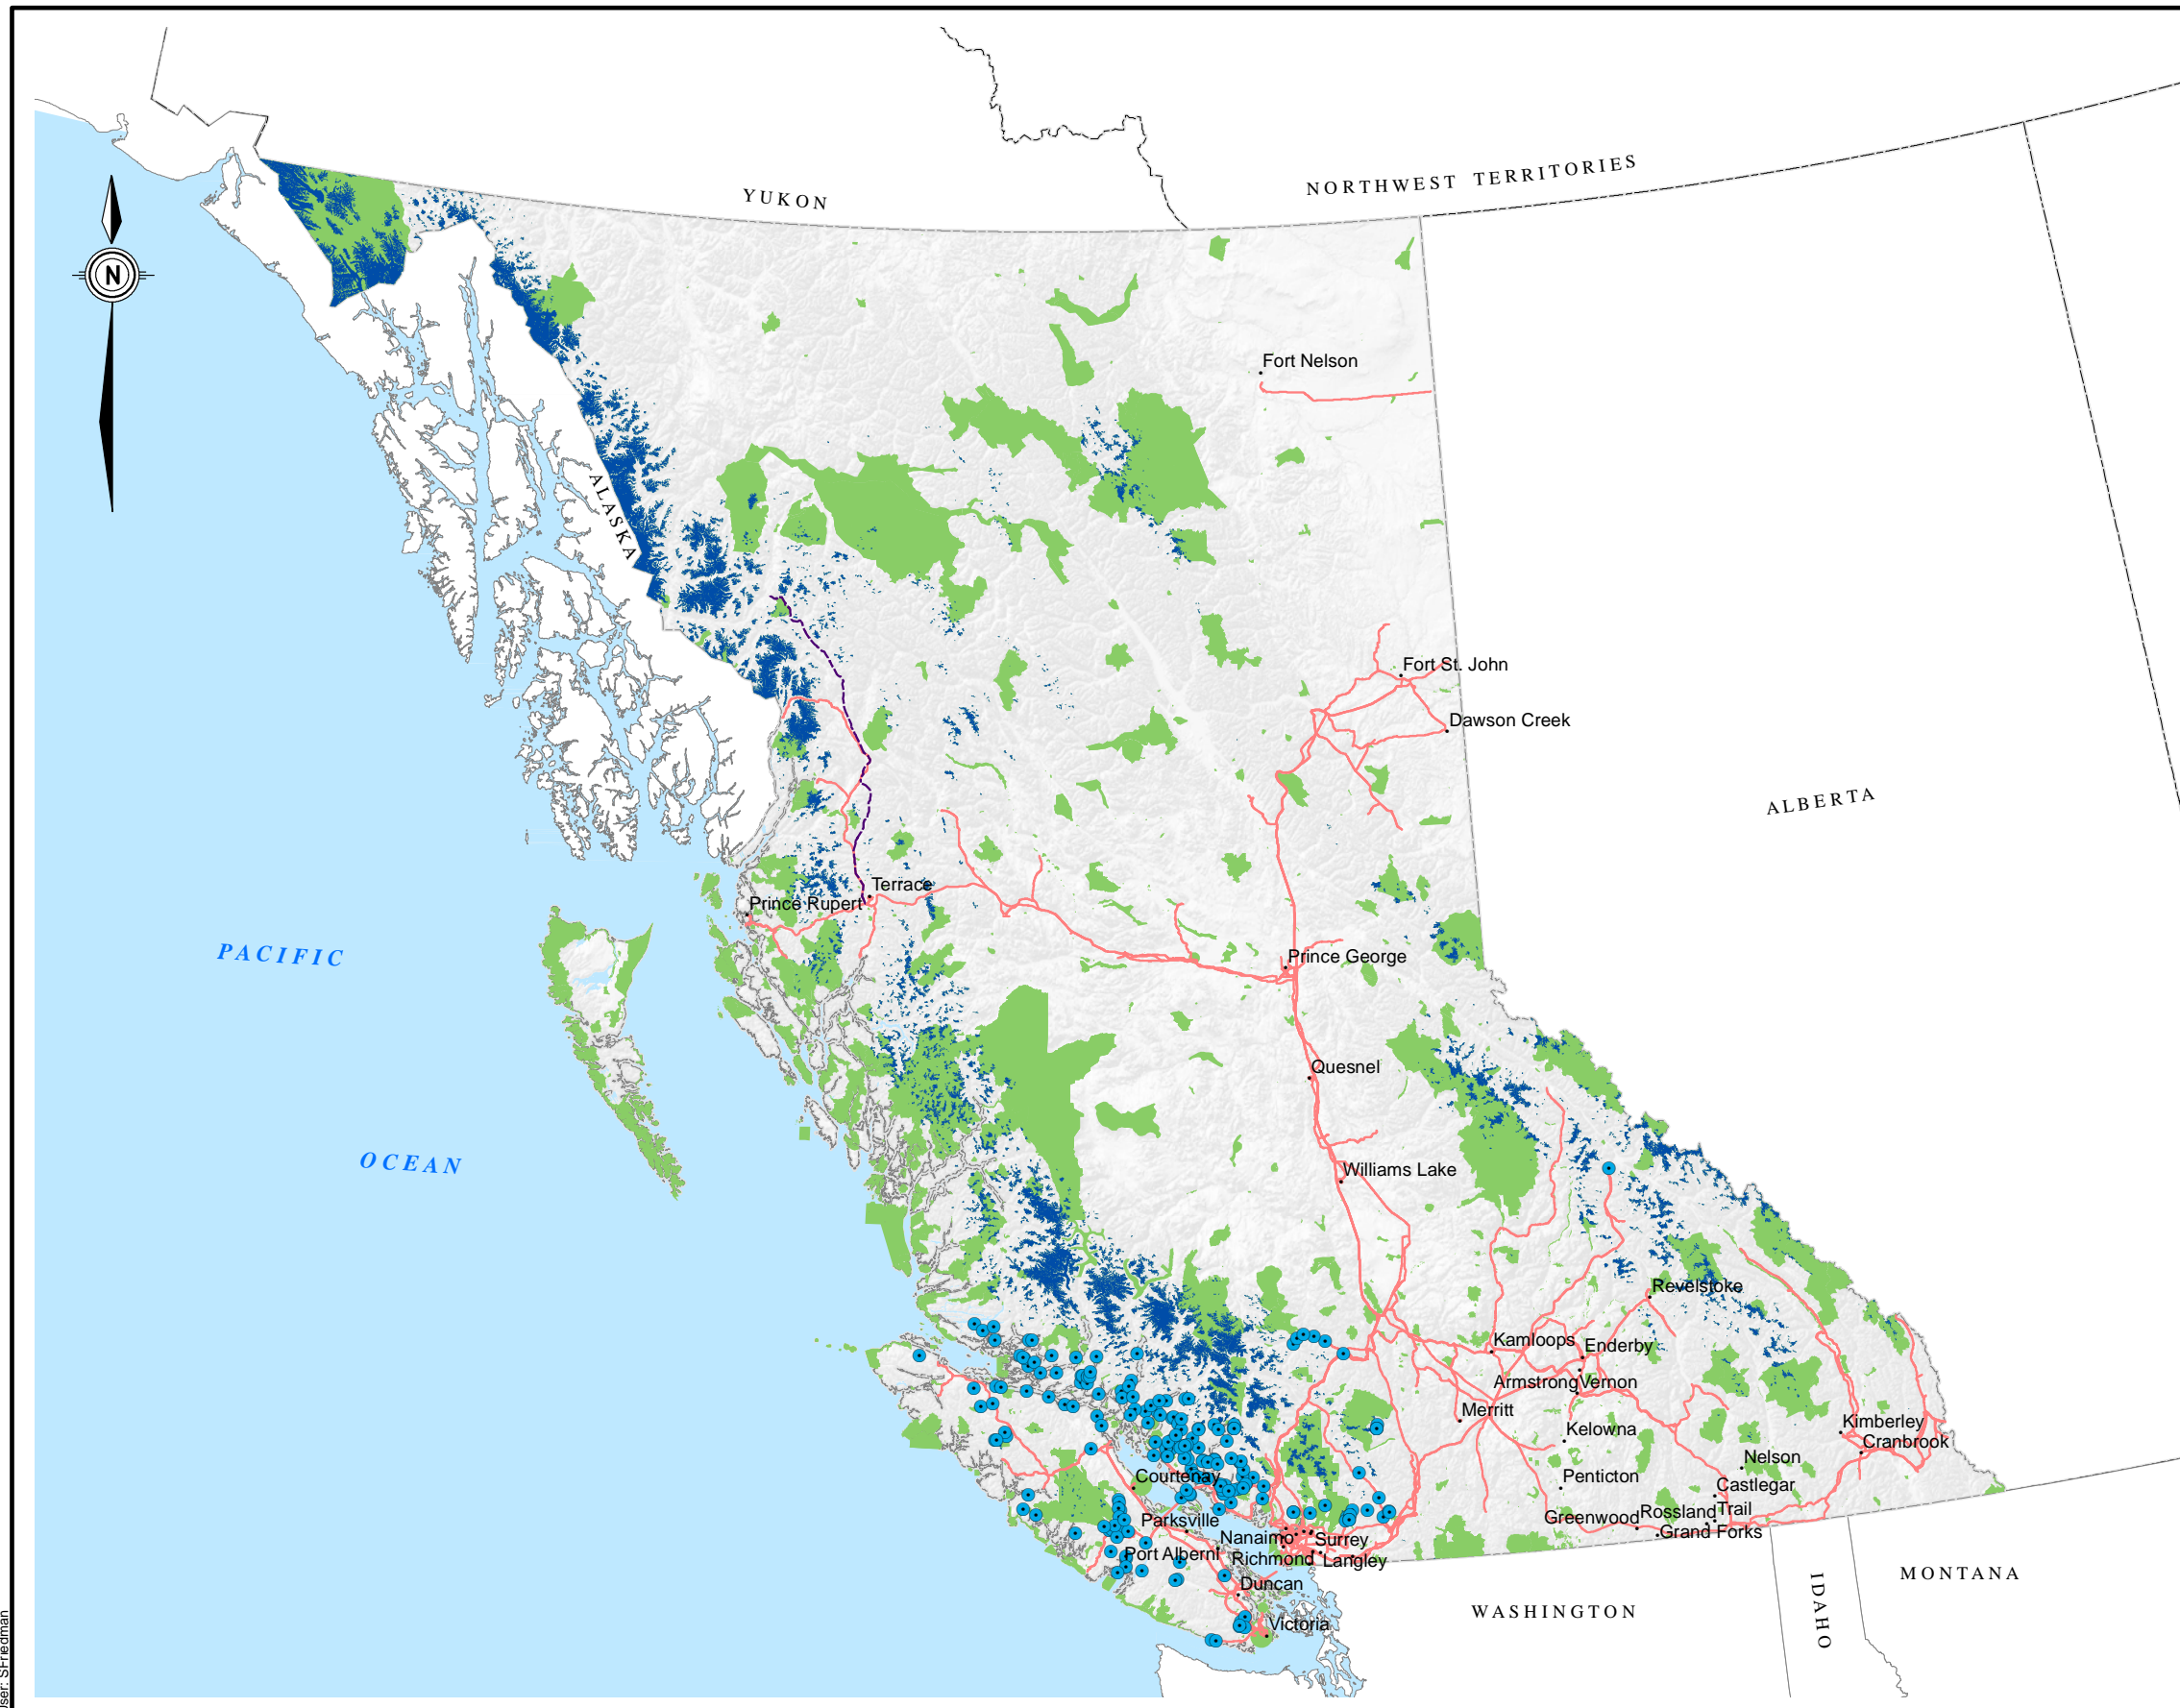 YUKON
NORTHWEST TERRITORIES
N
Fort Nelson
ALASKA
Fort St. John
Dawson Creek
ALBERTA
Terrace
Prince Rupert
PACIFIC
Prince George
Quesnel
OCEAN
Williams Lake
Revelstoke
Kamloops
Enderby
Armstrong
Vernon
Merritt
Kelowna
Kimberley
Cranbrook
Nelson
Courtenay
Penticton
Castlegar
Parksville
Greenwood
Rossland
Trail
Grand Forks
Nanaimo
Surrey
Port Alberni
Richmond
Langley
Duncan
Victoria
WASHINGTON
IDAHO
MONTANA
User: SFriedman